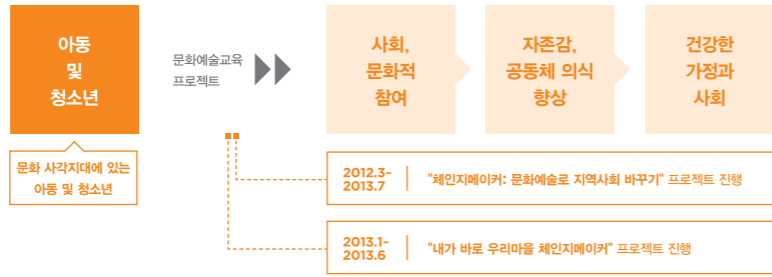 아동
및
청소년
문화예술교육
프로젝트
사회,
문화적
참여
자존감,
공동체 의식
향상
건강한
가정과
사회
문화 사각지대에 있는
아동 및 청소년
2012.3-
2013.7
"체인지메이커: 문화예술로 지역사회 바꾸기" 프로젝트 진행
2013.1-
2013.6
"내가 바로 우리마을 체인지메이커" 프로젝트 진행